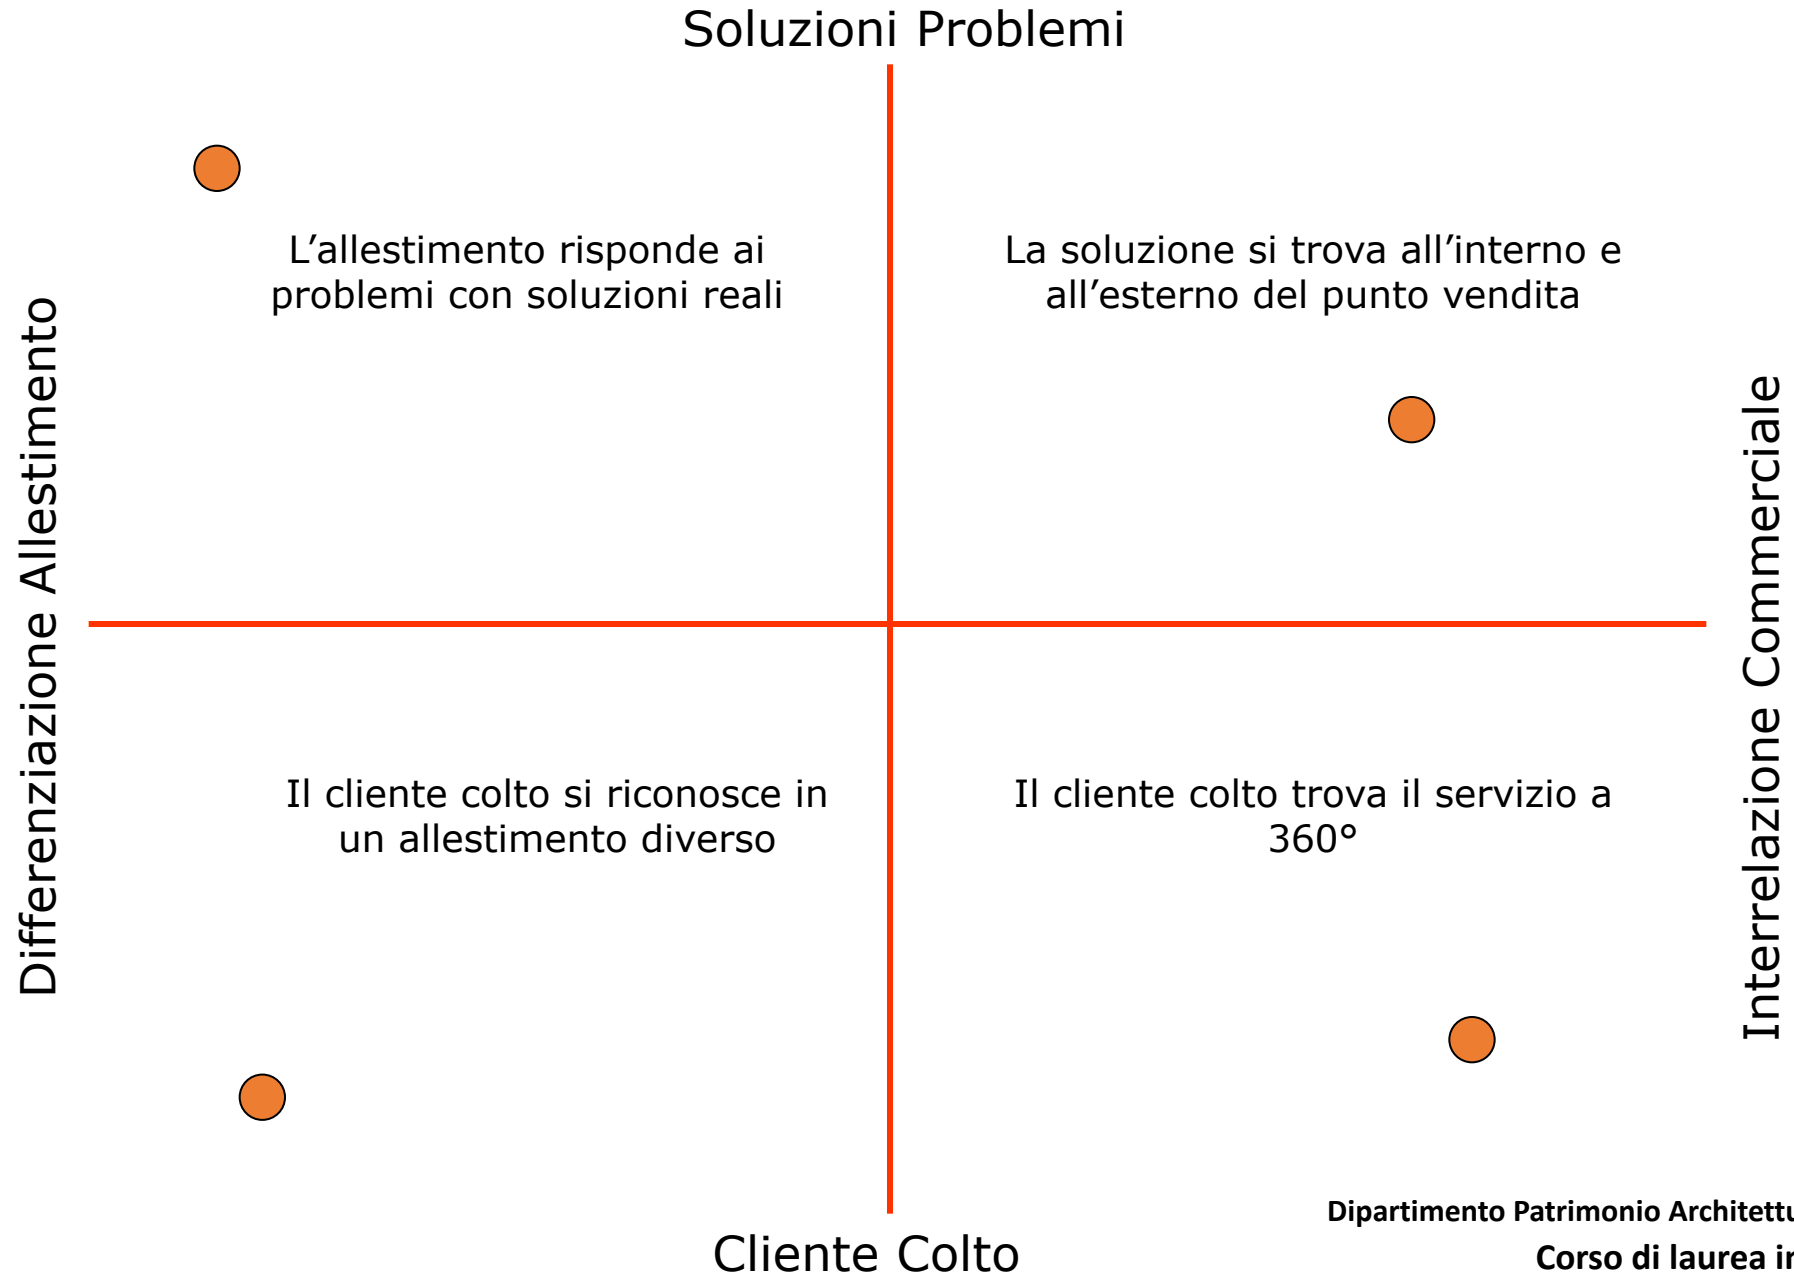 Soluzioni Problemi
L’allestimento risponde ai
problemi con soluzioni reali
La soluzione si trova all’interno e
all’esterno del punto vendita
Differenziazione Allestimento
Interrelazione Commerciale
Il cliente colto si riconosce in
un allestimento diverso
Il cliente colto trova il servizio a
360°
Cliente Colto
Dipartimento Patrimonio
Corso di laurea